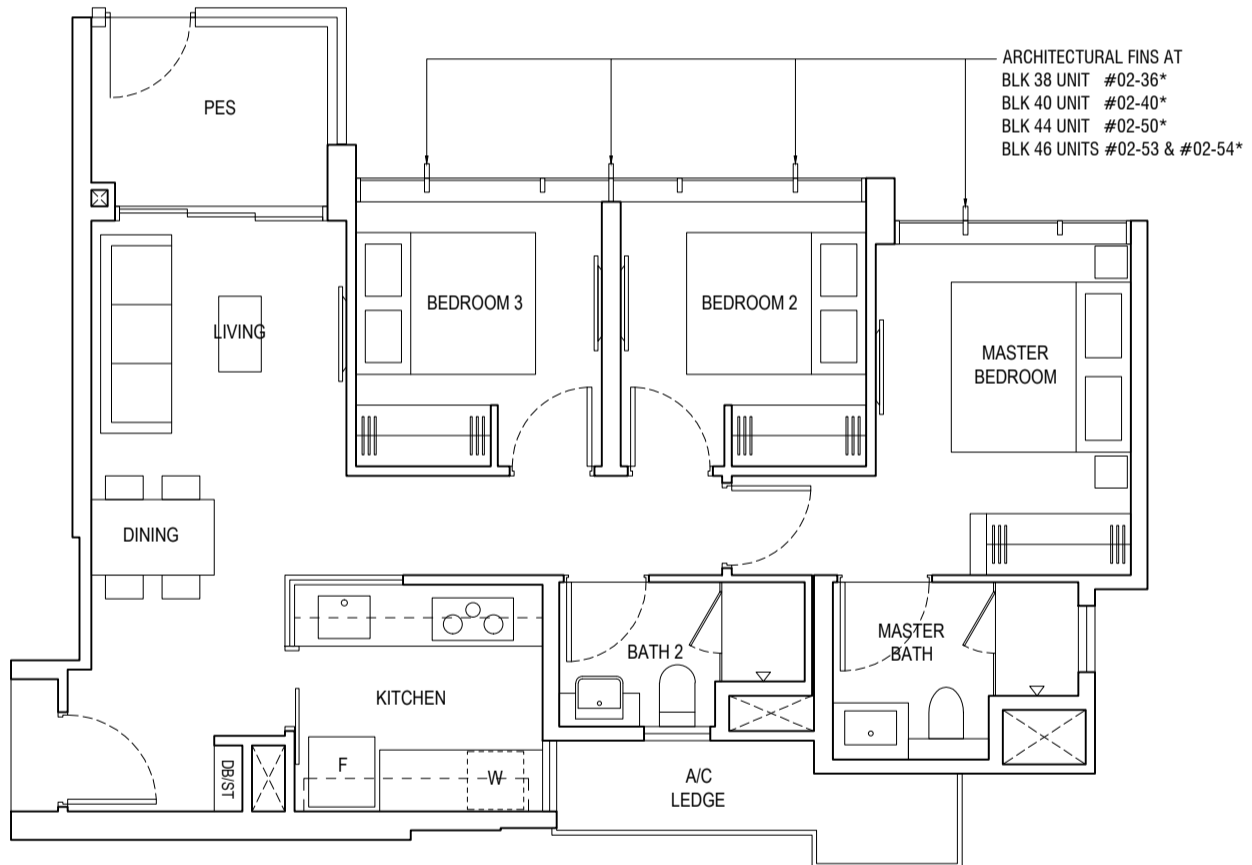 ARCHITECTURAL FINS AT
BLK 38 UNIT #02-36*
BLK 40 UNIT #02-40*
BLK 44 UNIT #02-50*
BLK 46 UNITS #02-53 & #02-54*
PES
BEDROOM 3
BEDROOM 2
LIVING
MASTER
BEDROOM
DINING
MASTER
BATH
BATH 2
KITCHEN
F
W
DB/ST
A/C
LEDGE